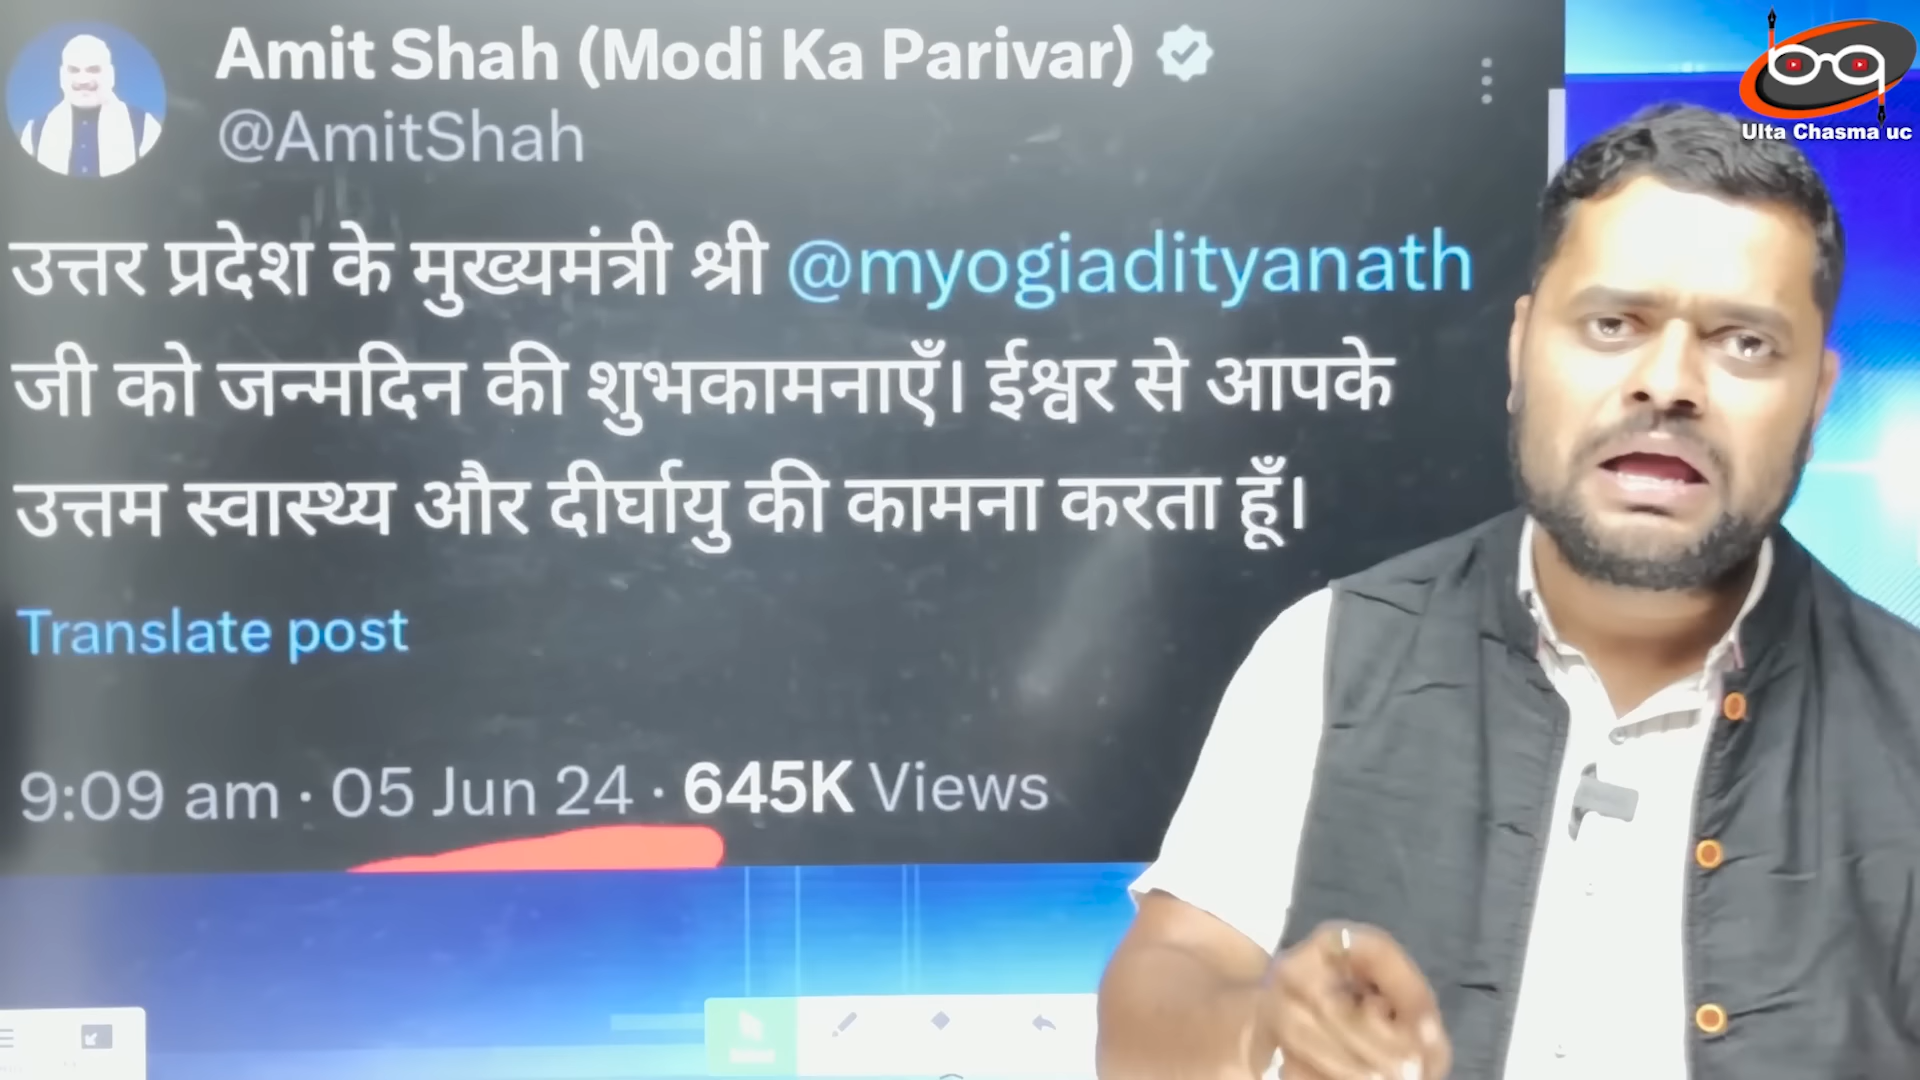 Amit Shah (Modi Ka Parivar)
@AmitShah
उत्तर प्रदेश के मुख्यमंत्री श्री @myogiadityanath
जी को जन्मदिन की शुभकामनाएँ। ईश्वर से आपके
उत्तम स्वास्थ्य और दीर्घायु की कामना करता हूँ।
Translate post
9:09 am · 05 Jun 24 · 645K Views
Ulta Chasma uc